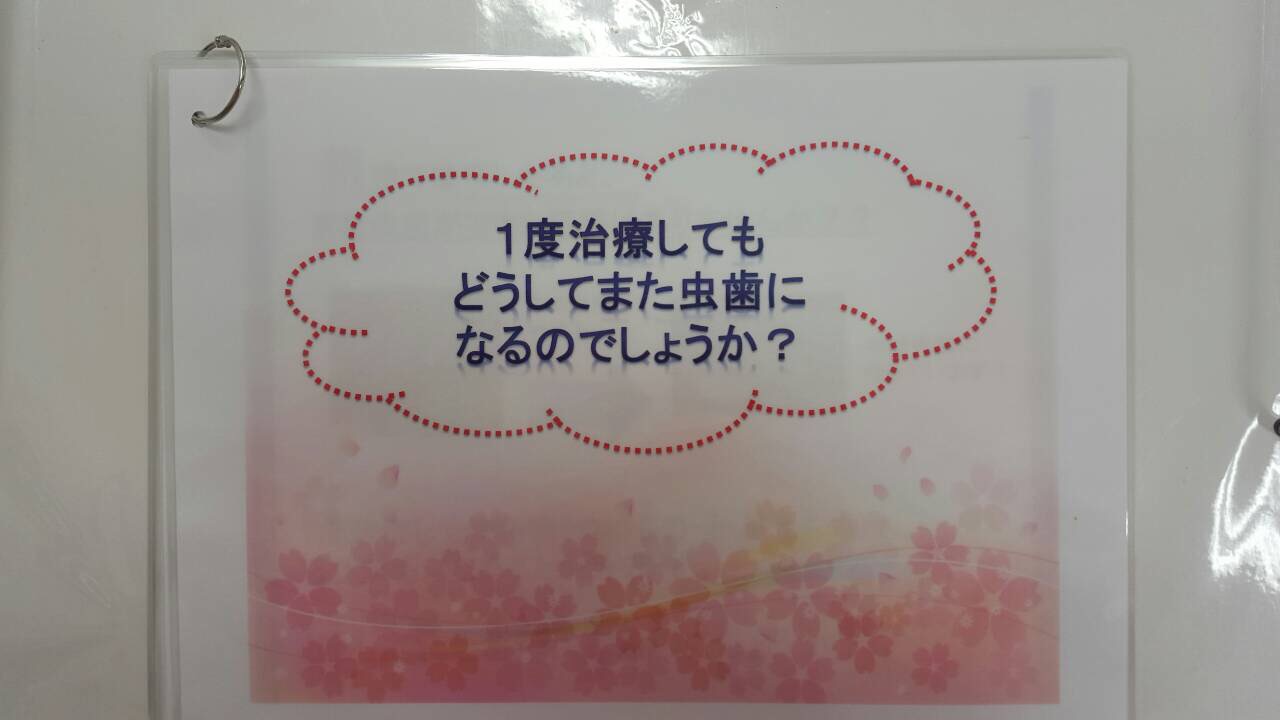 １度治療しても
どうしてまた虫歯に
なるのでしょうか？